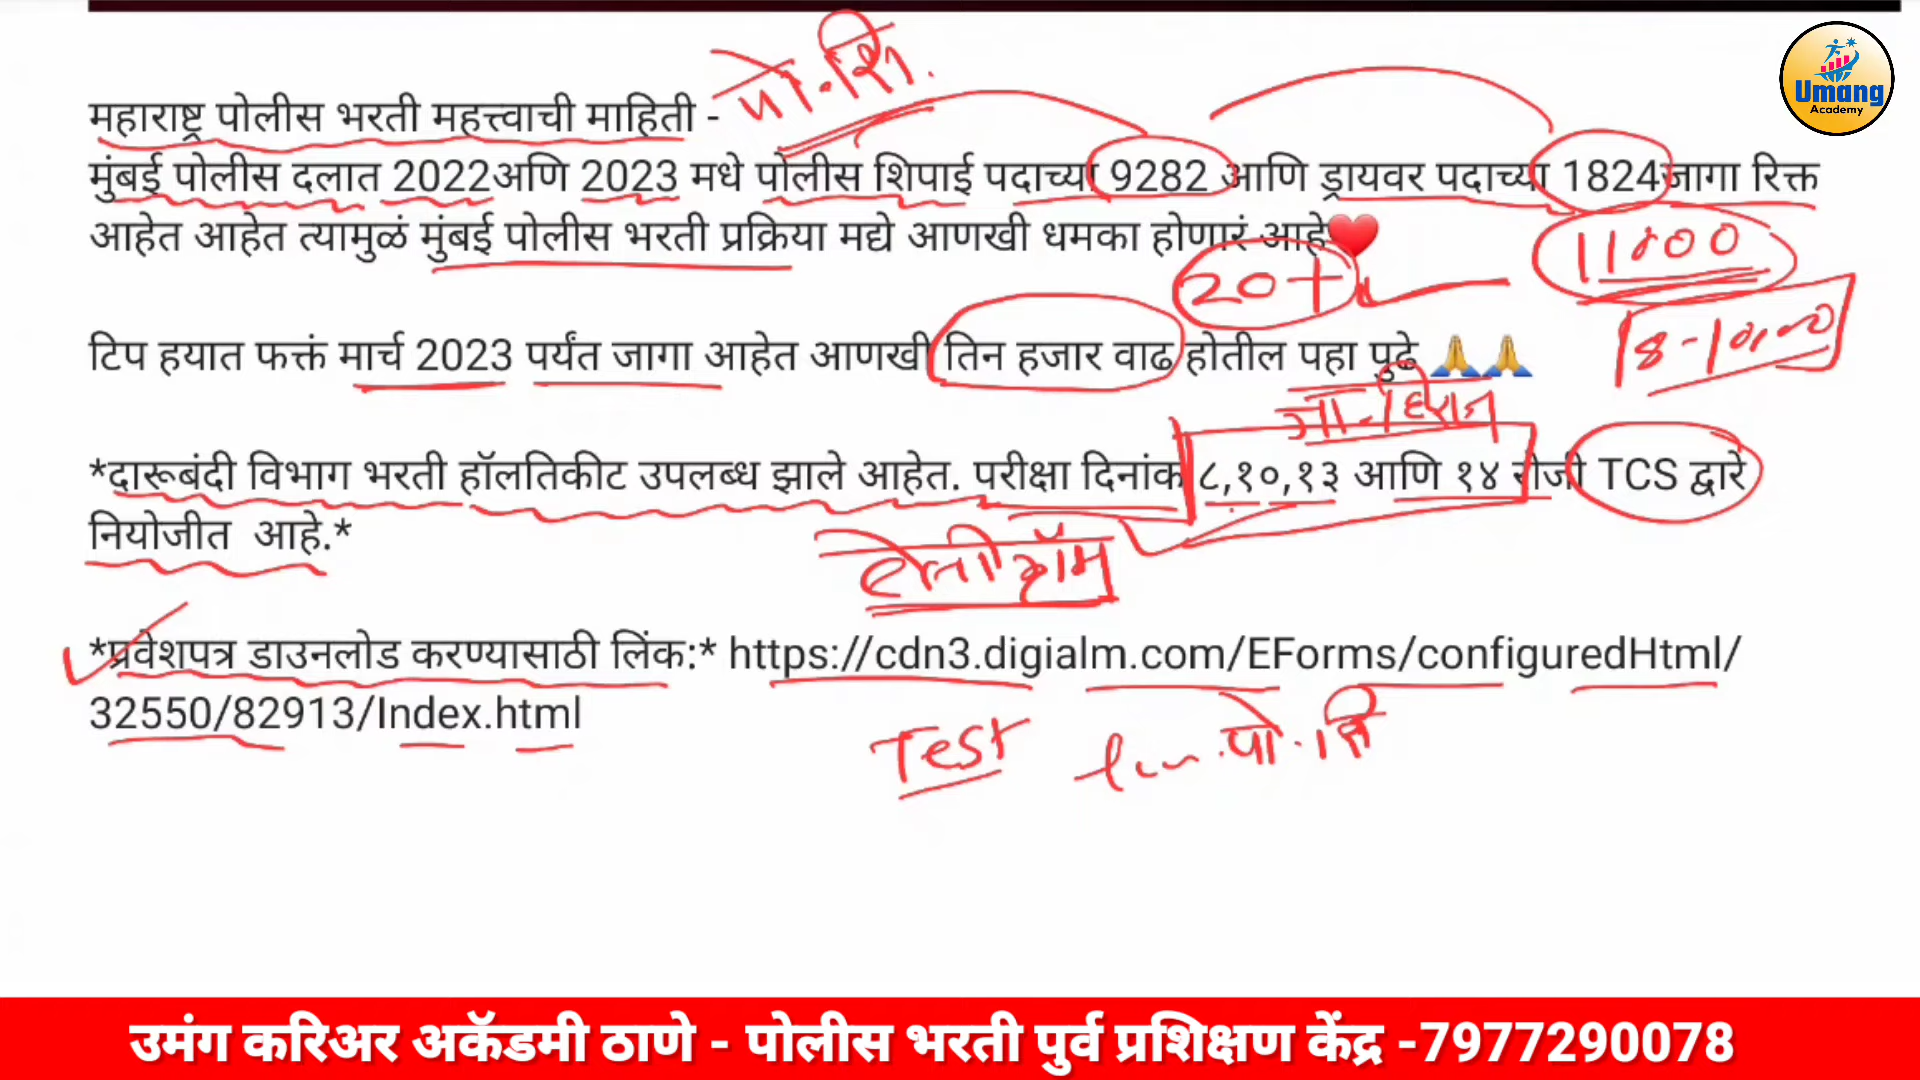 Umang
Academy
पो.शि.
महाराष्ट्र पोलीस भरती महत्त्वाची माहिती -
मुंबई पोलीस दलात 2022अणि 2023 मधे पोलीस शिपाई पदाच्या 9282 आणि ड्रायवर पदाच्या 1824जागा रिक्त
आहेत आहेत त्यामुळं मुंबई पोलीस भरती प्रक्रिया मद्ये आणखी धमका होणारं आहे❤️
11000
20+
टिप हयात फक्तं मार्च 2023 पर्यंत जागा आहेत आणखी तिन हजार वाढ होतील पहा पुढे 🙏🙏
*दारूबंदी विभाग भरती हॉलतिकीट उपलब्ध झाले आहेत. परीक्षा दिनांक ८,१०,१३ आणि १४ रोजी TCS द्वारे
नियोजीत आहे.*
टेलीग्राम
*प्रवेशपत्र डाउनलोड करण्यासाठी लिंक:* https://cdn3.digialm.com/EForms/configuredHtml/
32550/82913/Index.html
Test
पो.शि
उमंग करिअर अकॅडमी ठाणे - पोलीस भरती पुर्व प्रशिक्षण केंद्र -7977290078